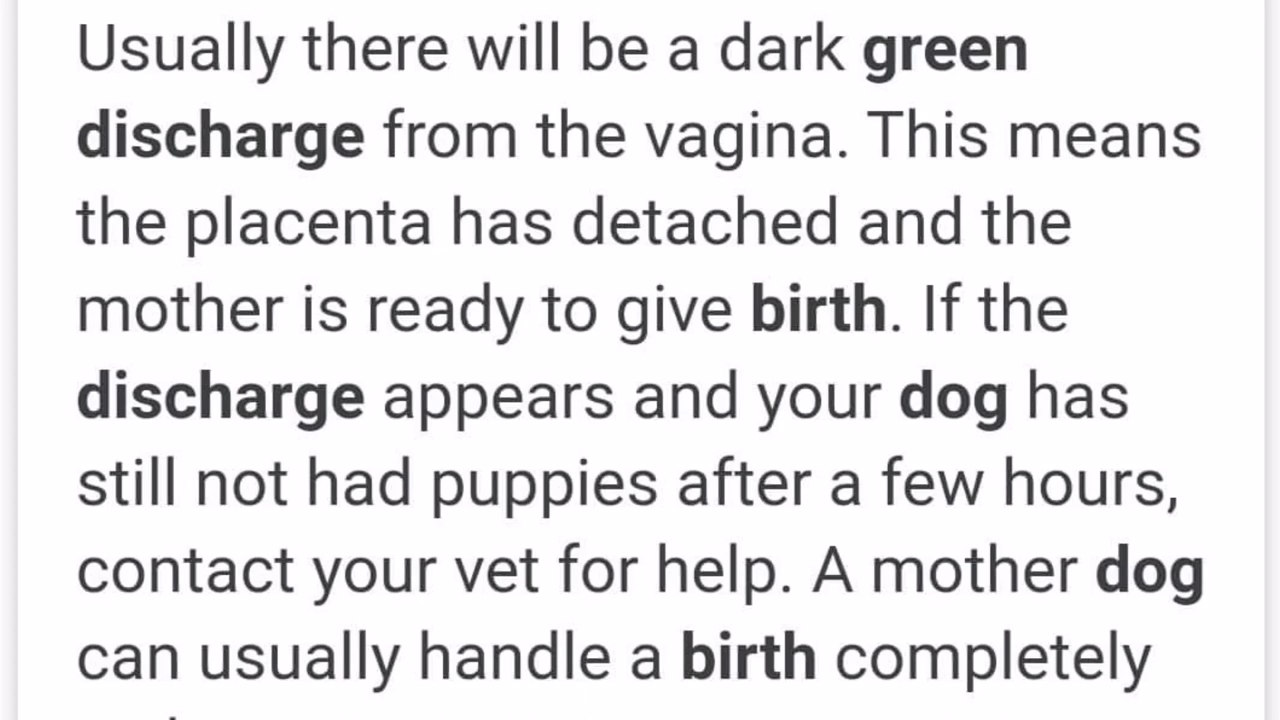 Usually there will be a dark green
discharge from the vagina. This means
the placenta has detached and the
mother is ready to give birth. If the
discharge appears and your dog has
still not had puppies after a few hours,
contact your vet for help. A mother dog
can usually handle a birth completely